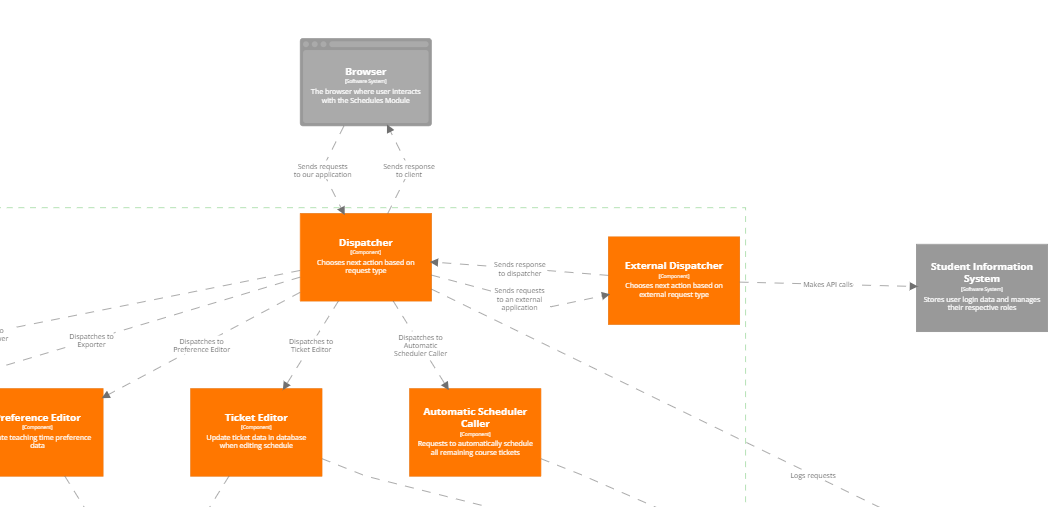 Browser
[Software System]
The browser where user interacts
with the Schedules Module
Sends requests
to our application
Sends response
to client
Dispatcher
[Component]
Chooses next action based on
request type
Sends response
to dispatcher
Sends requests
to an external
application
External Dispatcher
[Component]
Chooses next action based on
external request type
Makes API calls
Student Information
System
[Software System]
Stores user login data and manages
their respective roles
Dispatches to
Exporter
Dispatches to
Preference Editor
Dispatches to
Ticket Editor
Dispatches to
Automatic
Scheduler Caller
reference Editor
[Component]
te teaching time preference
data
Ticket Editor
[Component]
Update ticket data in database
when editing schedule
Automatic Scheduler
Caller
[Component]
Requests to automatically schedule
all remaining course tickets
Logs requests